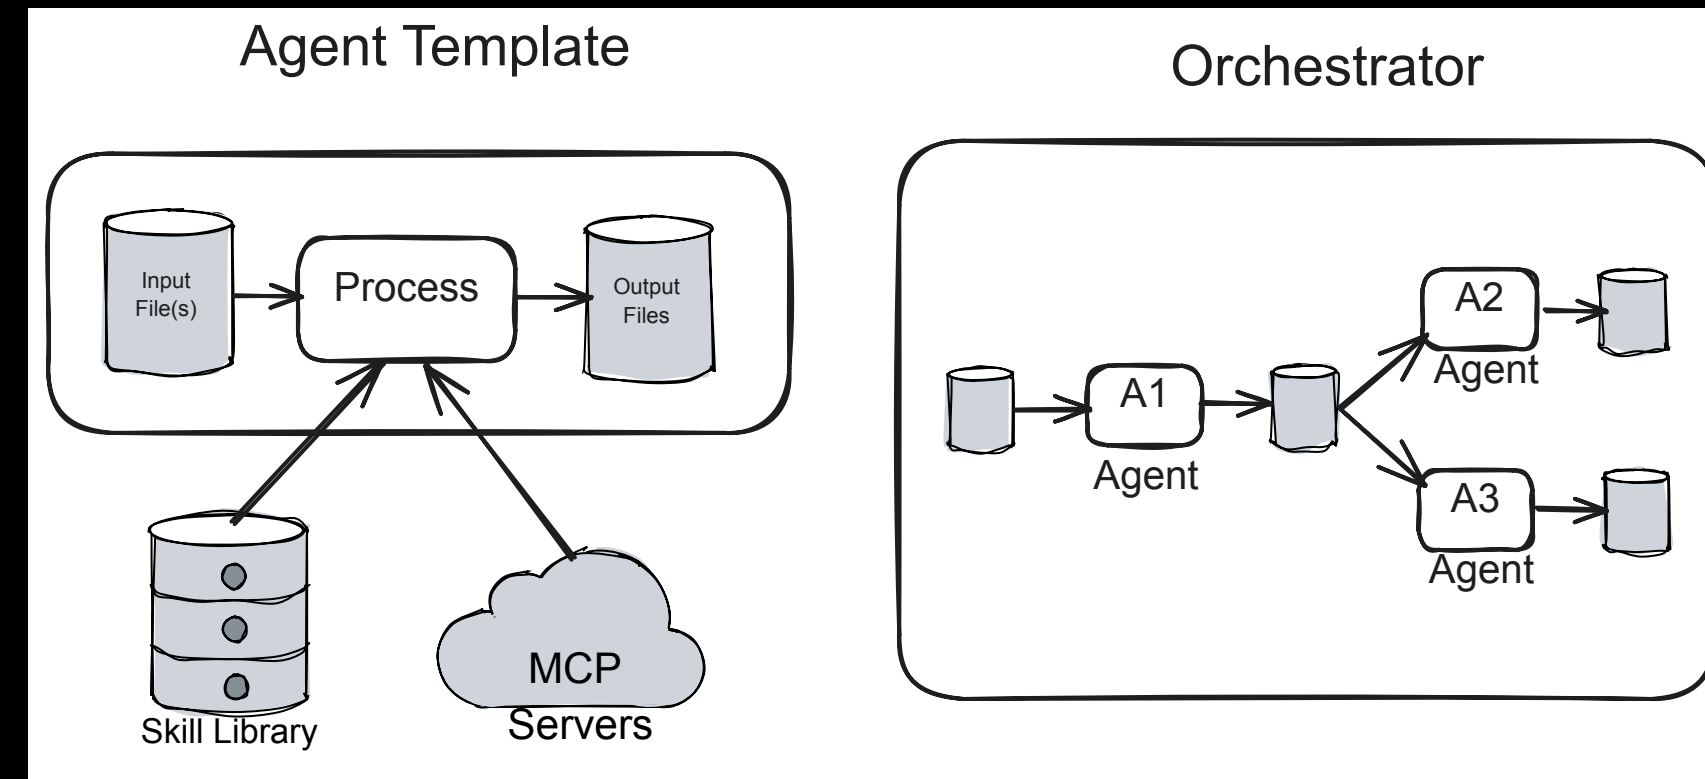 Agent Template
Orchestrator
Input
File(s)
Process
Output
Files
Skill Library
MCP
Servers
A1
Agent
A2
Agent
A3
Agent